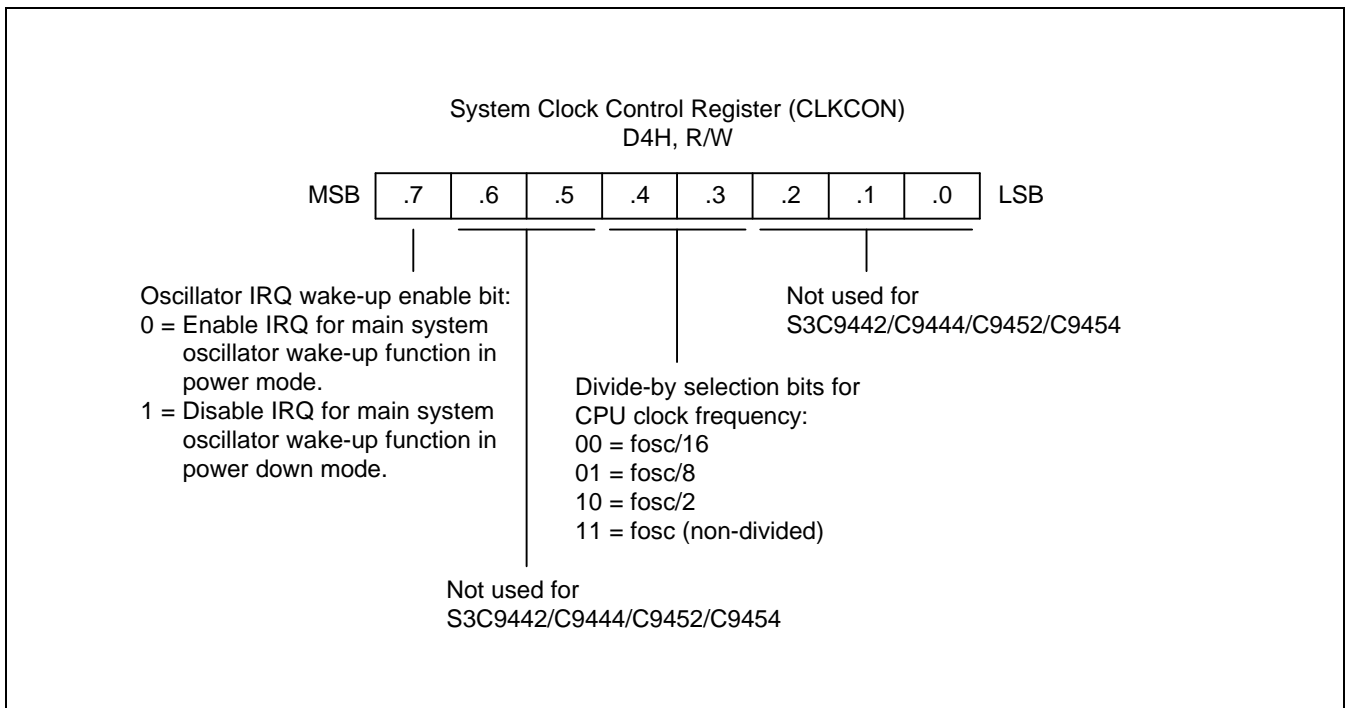 System Clock Control Register (CLKCON)
D4H, R/W
MSB .7 .6 .5 .4 .3 .2 .1 .0 LSB
Oscillator IRQ wake-up enable bit:
0 = Enable IRQ for main system
oscillator wake-up function in
power mode.
1 = Disable IRQ for main system
oscillator wake-up function in
power down mode.
Not used for
S3C9442/C9444/C9452/C9454
Divide-by selection bits for
CPU clock frequency:
00 = fosc/16
01 = fosc/8
10 = fosc/2
11 = fosc (non-divided)
Not used for
S3C9442/C9444/C9452/C9454